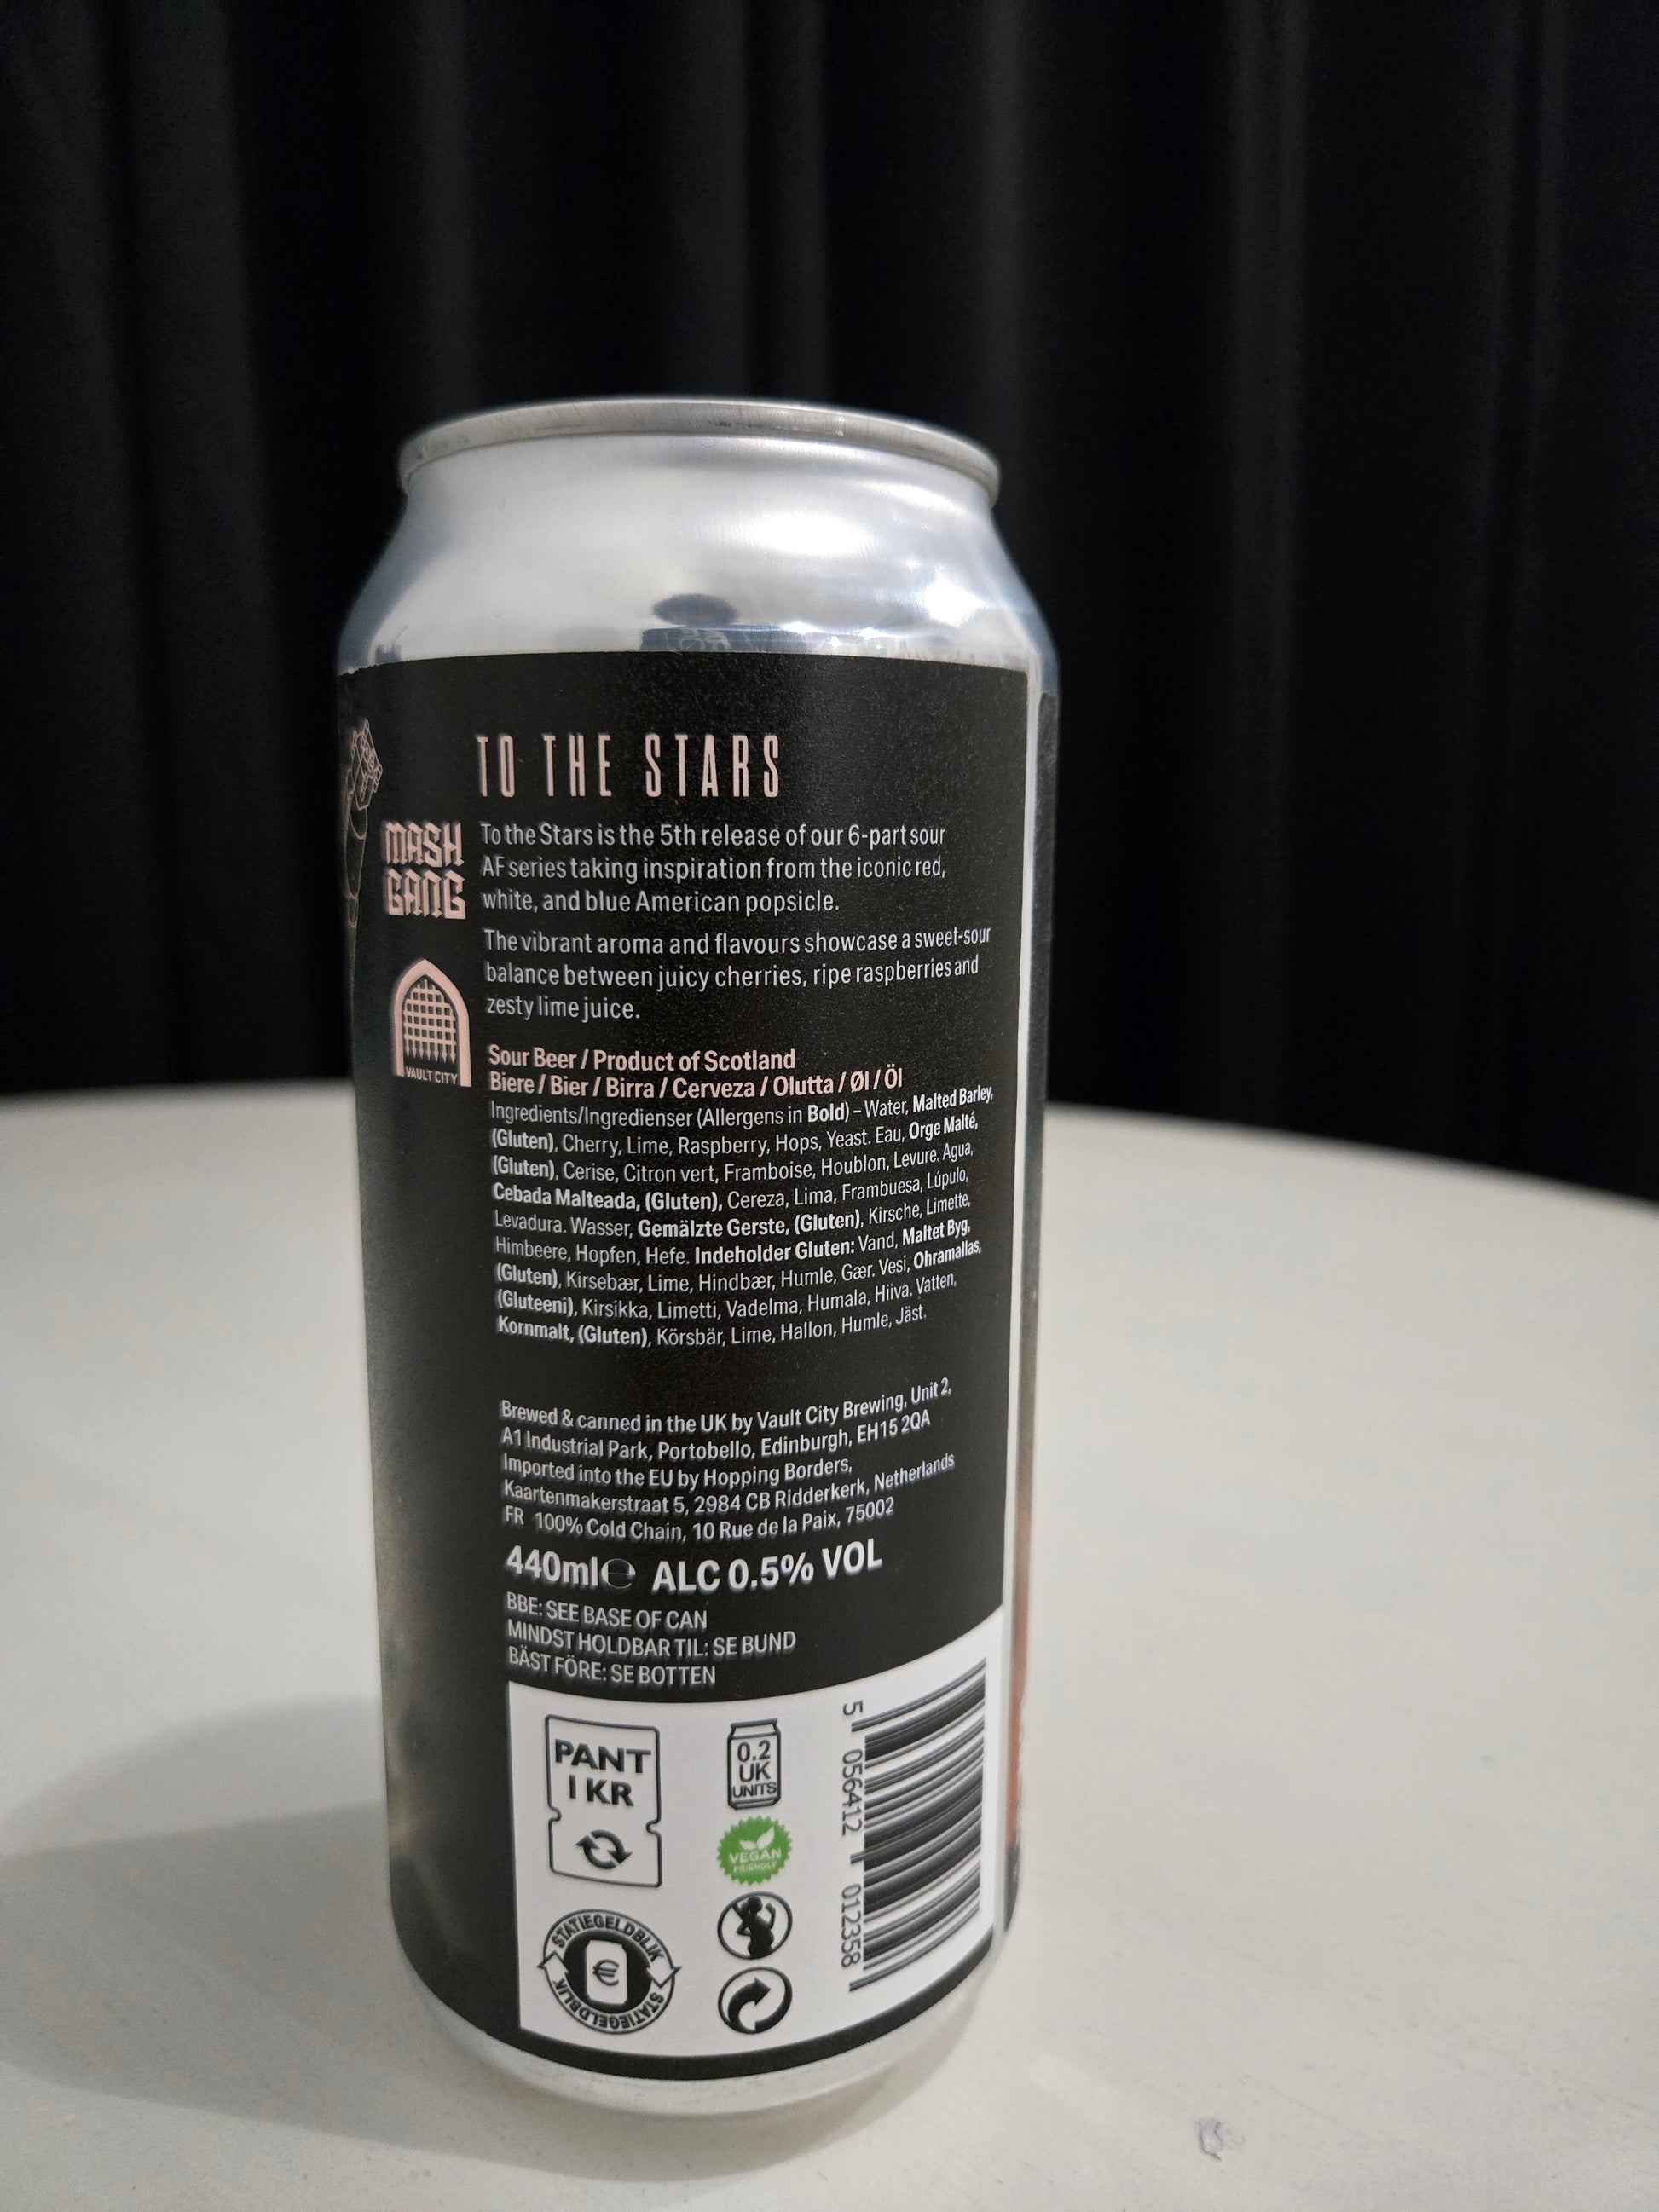 TO THE STARS
MASH
GANG
To the Stars is the 5th release of our 6-part sour
AF series taking inspiration from the iconic red,
white, and blue American popsicle.
The vibrant aroma and flavours showcase a sweet-sour
balance between juicy cherries, ripe raspberries and
zesty lime juice.
VAULT CITY
Sour Beer / Product of Scotland
Biere / Bier / Birra / Cerveza / Olutta / Øl / Öl
Ingredients/Ingredienser (Allergens in Bold) – Water, Malted Barley,
(Gluten), Cherry, Lime, Raspberry, Hops, Yeast. Eau, Orge Malté,
(Gluten), Cerise, Citron vert, Framboise, Houblon, Levure. Agua,
Cebada Malteada, (Gluten), Cereza, Lima, Frambuesa, Lúpulo,
Levadura. Wasser, Gemälzte Gerste, (Gluten), Kirsche, Limette,
Himbeere, Hopfen, Hefe. Indeholder Gluten: Vand, Maltet Byg,
(Gluten), Kirsebær, Lime, Hindbær, Humle, Gær. Vesi, Ohramallas,
(Gluteeni), Kirsikka, Limetti, Vadelma, Humala, Hiiva. Vatten,
Kornmalt, (Gluten), Körsbär, Lime, Hallon, Humle, Jäst.
Brewed & canned in the UK by Vault City Brewing, Unit 2,
A1 Industrial Park, Portobello, Edinburgh, EH15 2QA
Imported into the EU by Hopping Borders,
Kaartenmakerstraat 5, 2984 CB Ridderkerk, Netherlands
FR 100% Cold Chain, 10 Rue de la Paix, 75002
440ml℮ ALC 0.5% VOL
BBE: SEE BASE OF CAN
MINDST HOLDBAR TIL: SE BUND
BÄST FÖRE: SE BOTTEN
PANT
1 KR
0.2
UK
UNITS
VEGAN
FRIENDLY
STATIEGELDBLIK
€
STATIEGELDBLIK
5 056412 012358